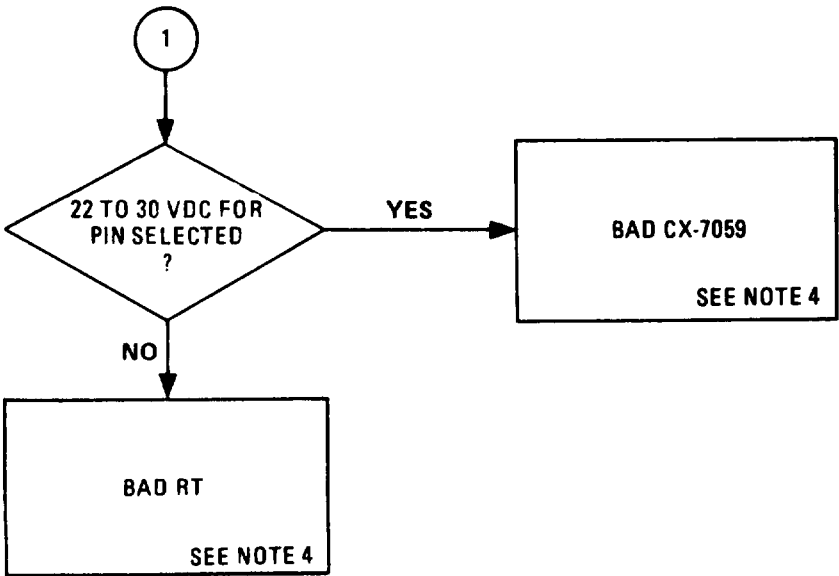 1
22 TO 30 VDC FOR
PIN SELECTED
?
YES
BAD CX-7059
SEE NOTE 4
NO
BAD RT
SEE NOTE 4